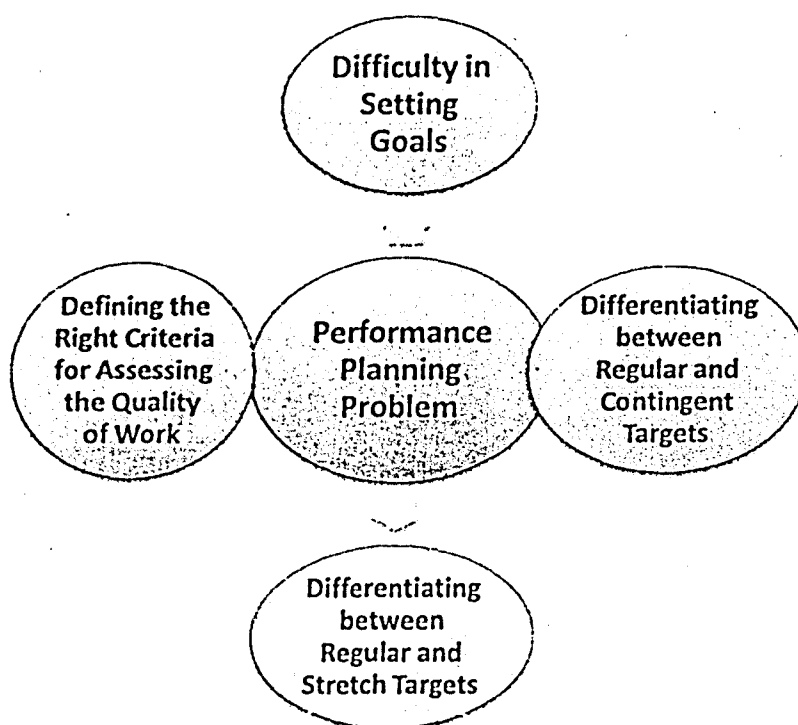 Difficulty in
Setting
Goals
Defining the
Right Criteria
for Assessing
the Quality
of Work
Performance
Planning
Problem
Differentiating
between
Regular and
Contingent
Targets
Differentiating
between
Regular and
Stretch Targets